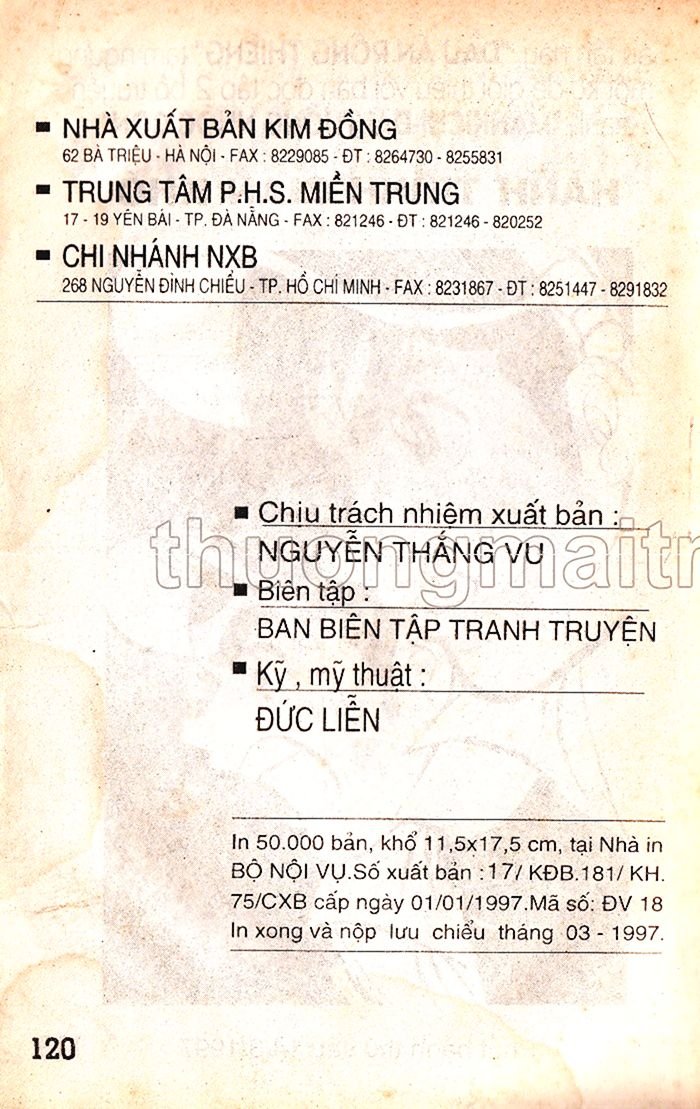 NHÀ XUẤT BẢN KIM ĐỒNG
62 BÀ TRIỆU - HÀ NỘI - FAX : 8229085 - ĐT : 8264730 - 8255831
TRUNG TÂM P.H.S. MIỀN TRUNG
17 - 19 YÊN BÁI - TP. ĐÀ NẴNG - FAX : 821246 - ĐT : 821246 - 820252
CHI NHÁNH NXB
268 NGUYỄN ĐÌNH CHIỂU - TP. HỒ CHÍ MINH - FAX : 8231867 - ĐT : 8251447 - 8291832
Chịu trách nhiệm xuất bản :
thuongmaitr
NGUYỄN THẮNG VU
Biên tập :
BAN BIÊN TẬP TRANH TRUYỆN
Kỹ , mỹ thuật :
ĐỨC LIỄN
In 50.000 bản, khổ 11,5x17,5 cm, tại Nhà in
BỘ NỘI VỤ.Số xuất bản : 17/ KĐB.181/ KH.
75/CXB cấp ngày 01/01/1997.Mã số: ĐV 18
In xong và nộp lưu chiểu tháng 03 - 1997.
120